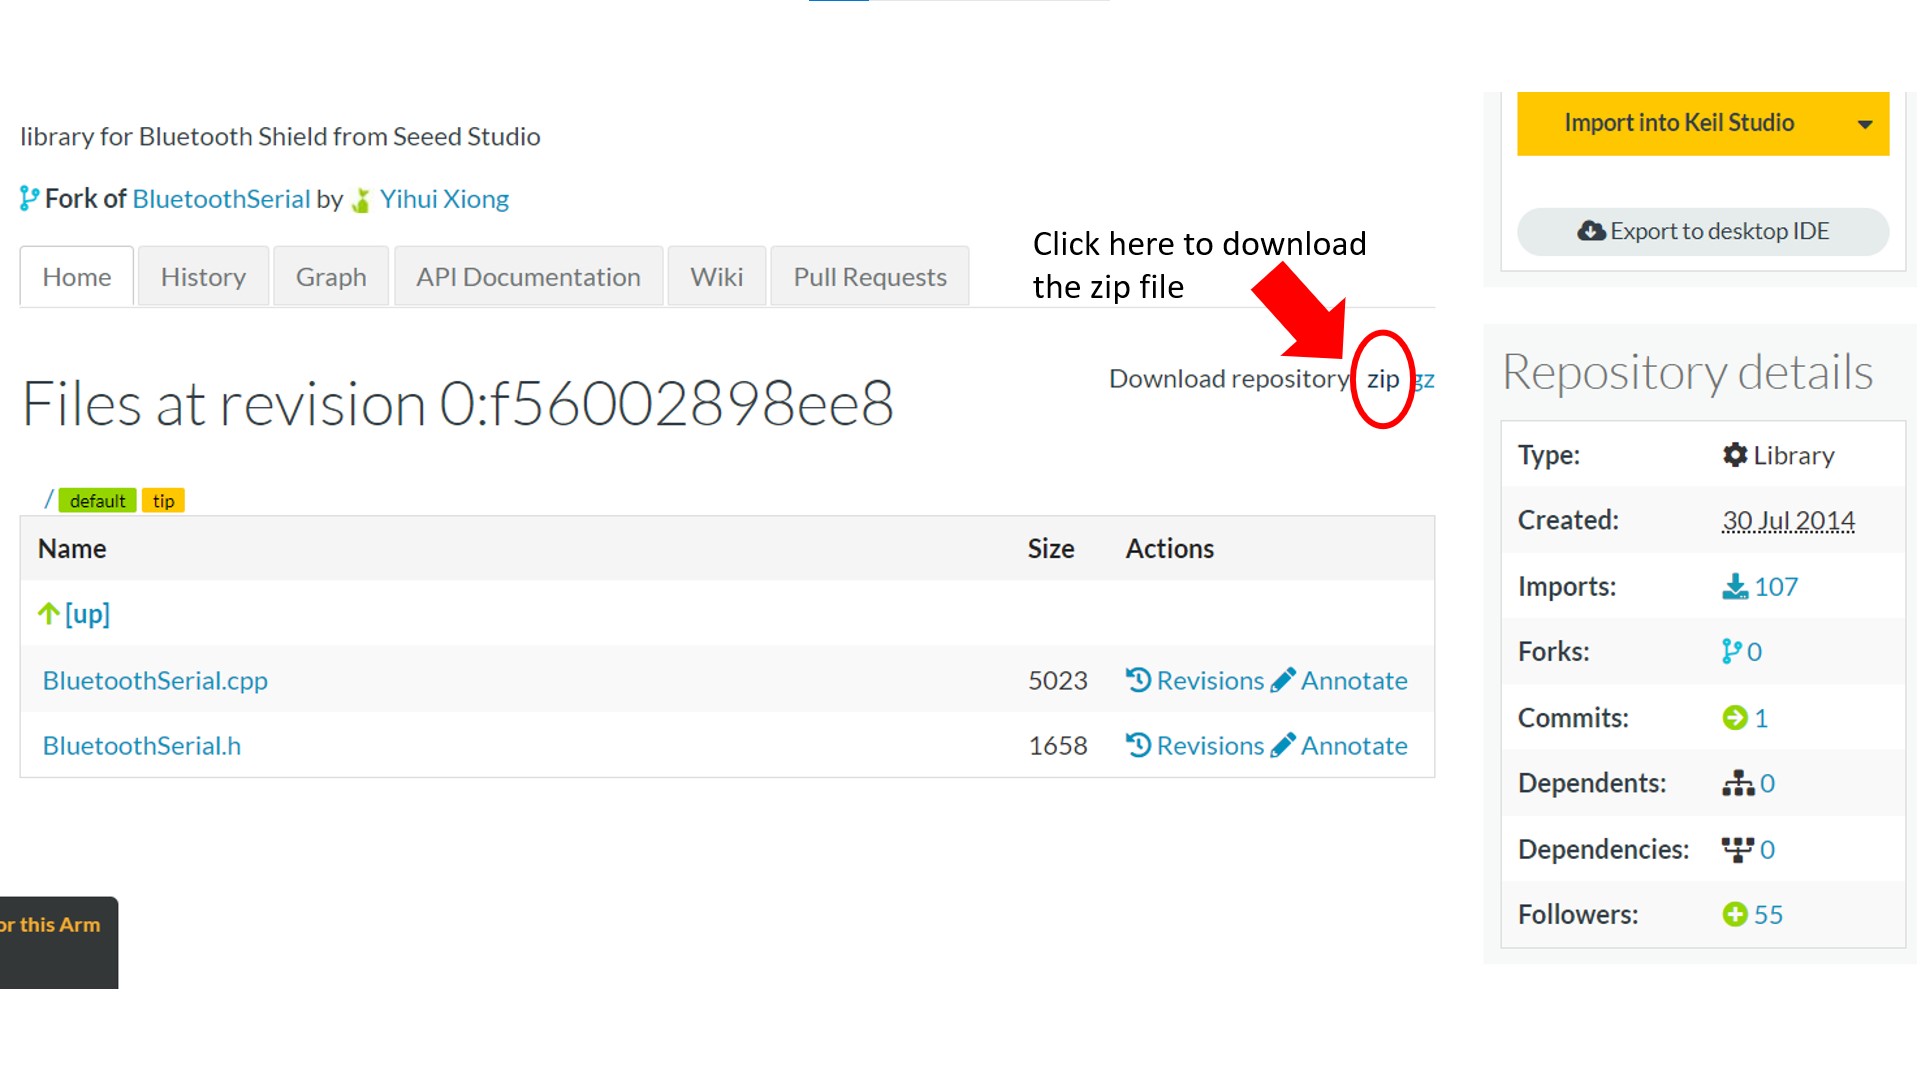 library for Bluetooth Shield from Seeed Studio
Fork of BluetoothSerial by Yihui Xiong
Home History Graph API Documentation Wiki Pull Requests
Click here to download
the zip file
Download repository zip gz
Files at revision 0:f56002898ee8
/ default tip
Name Size Actions
[up]
BluetoothSerial.cpp 5023 Revisions Annotate
BluetoothSerial.h 1658 Revisions Annotate
or this Arm
Import into Keil Studio
Export to desktop IDE
Repository details
Type: Library
Created: 30 Jul 2014
Imports: 107
Forks: 0
Commits: 1
Dependents: 0
Dependencies: 0
Followers: 55